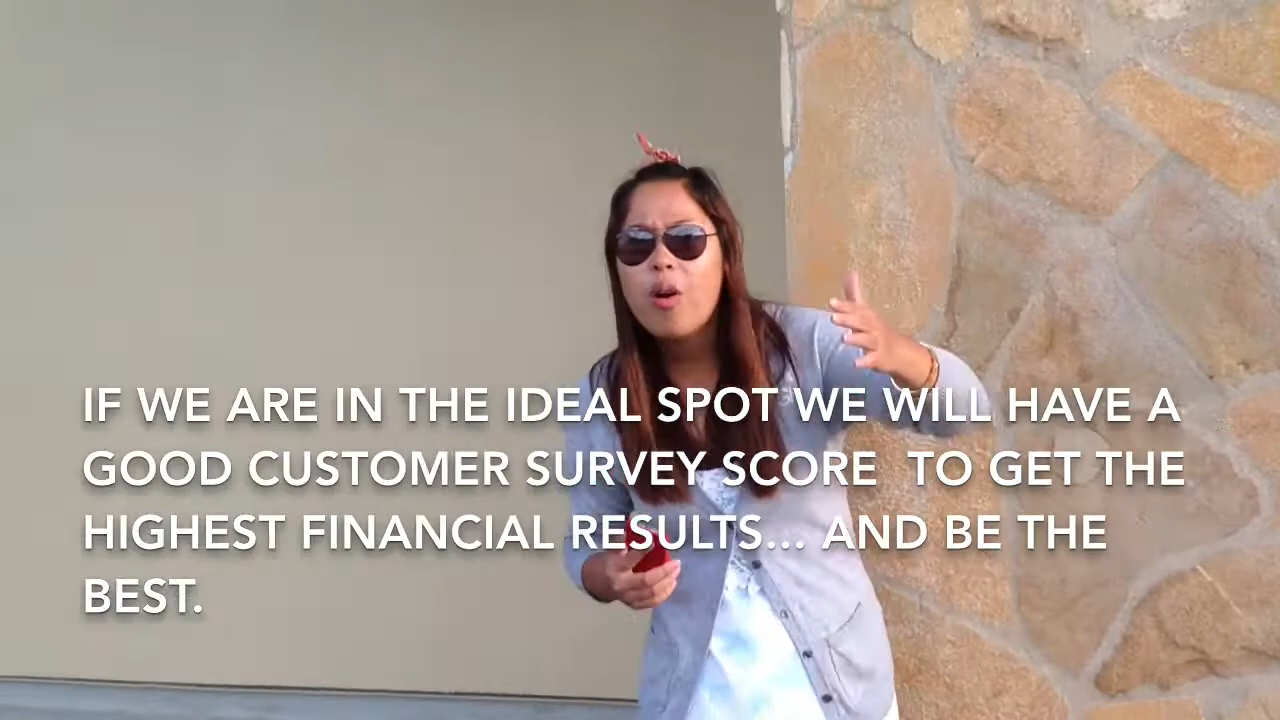 IF WE ARE IN THE IDEAL SPOT WE WILL HAVE A
GOOD CUSTOMER SURVEY SCORE  TO GET THE
HIGHEST FINANCIAL RESULTS... AND BE THE
BEST.